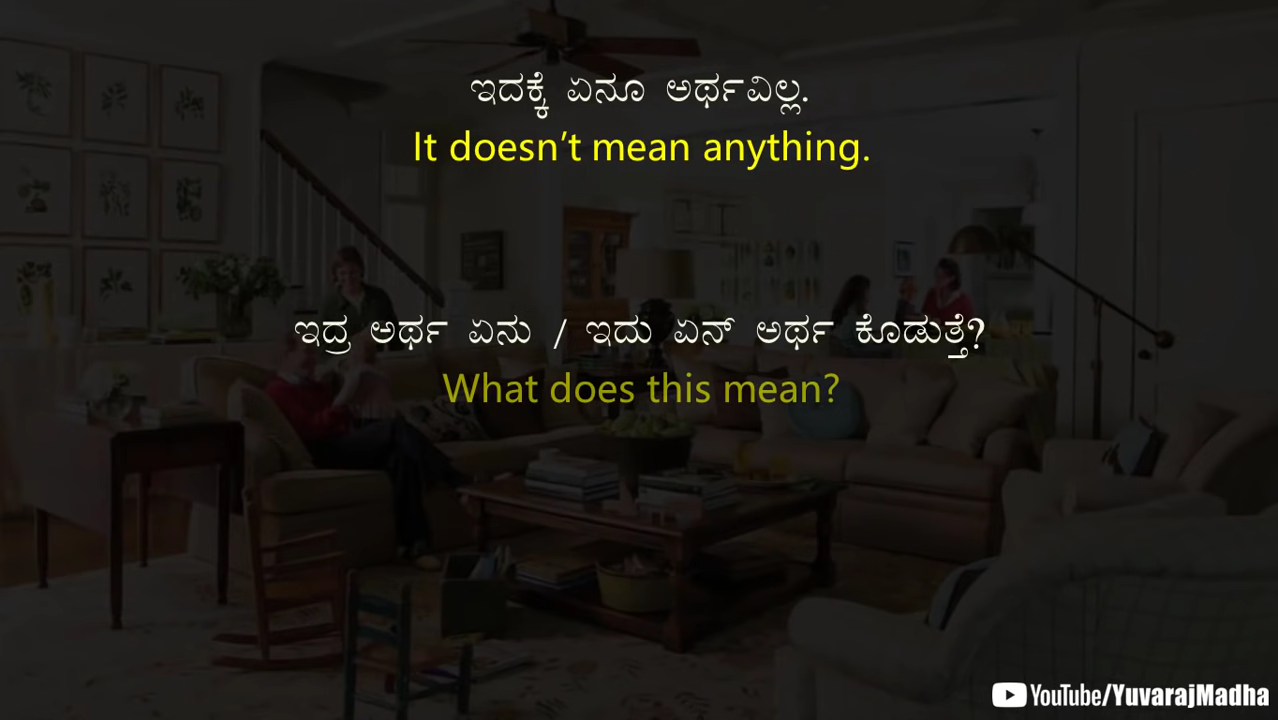 ಇದಕ್ಕೆ ಏನೂ ಅರ್ಥವಿಲ್ಲ.
It doesn’t mean anything.
ಇದ್ರ ಅರ್ಥ ಏನು / ಇದು ಏನ್ ಅರ್ಥ ಕೊಡುತ್ತೆ?
What does this mean?
YouTube/YuvarajMadha